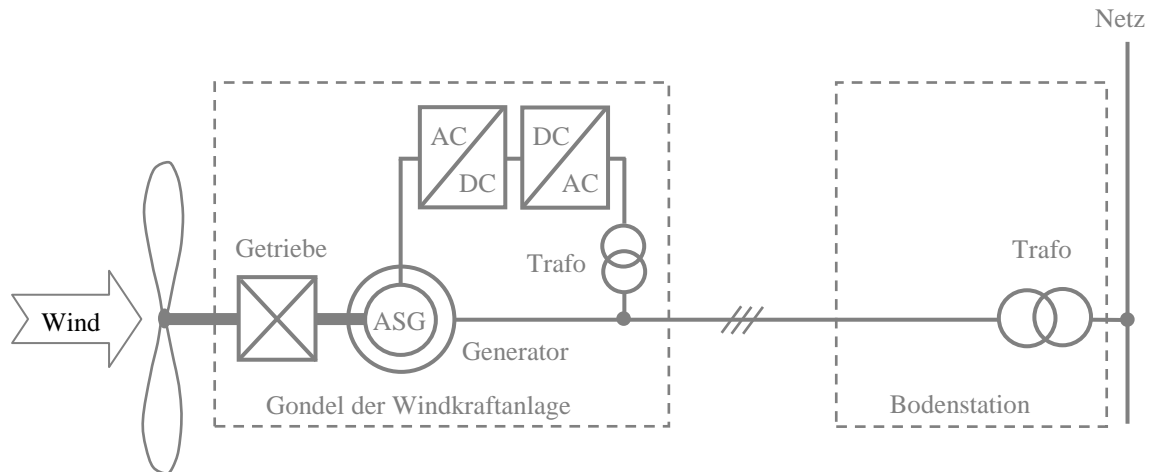 Netz
AC
DC
DC
AC
Getriebe
Trafo
Trafo
Wind
ASG
Generator
Gondel der Windkraftanlage
Bodenstation